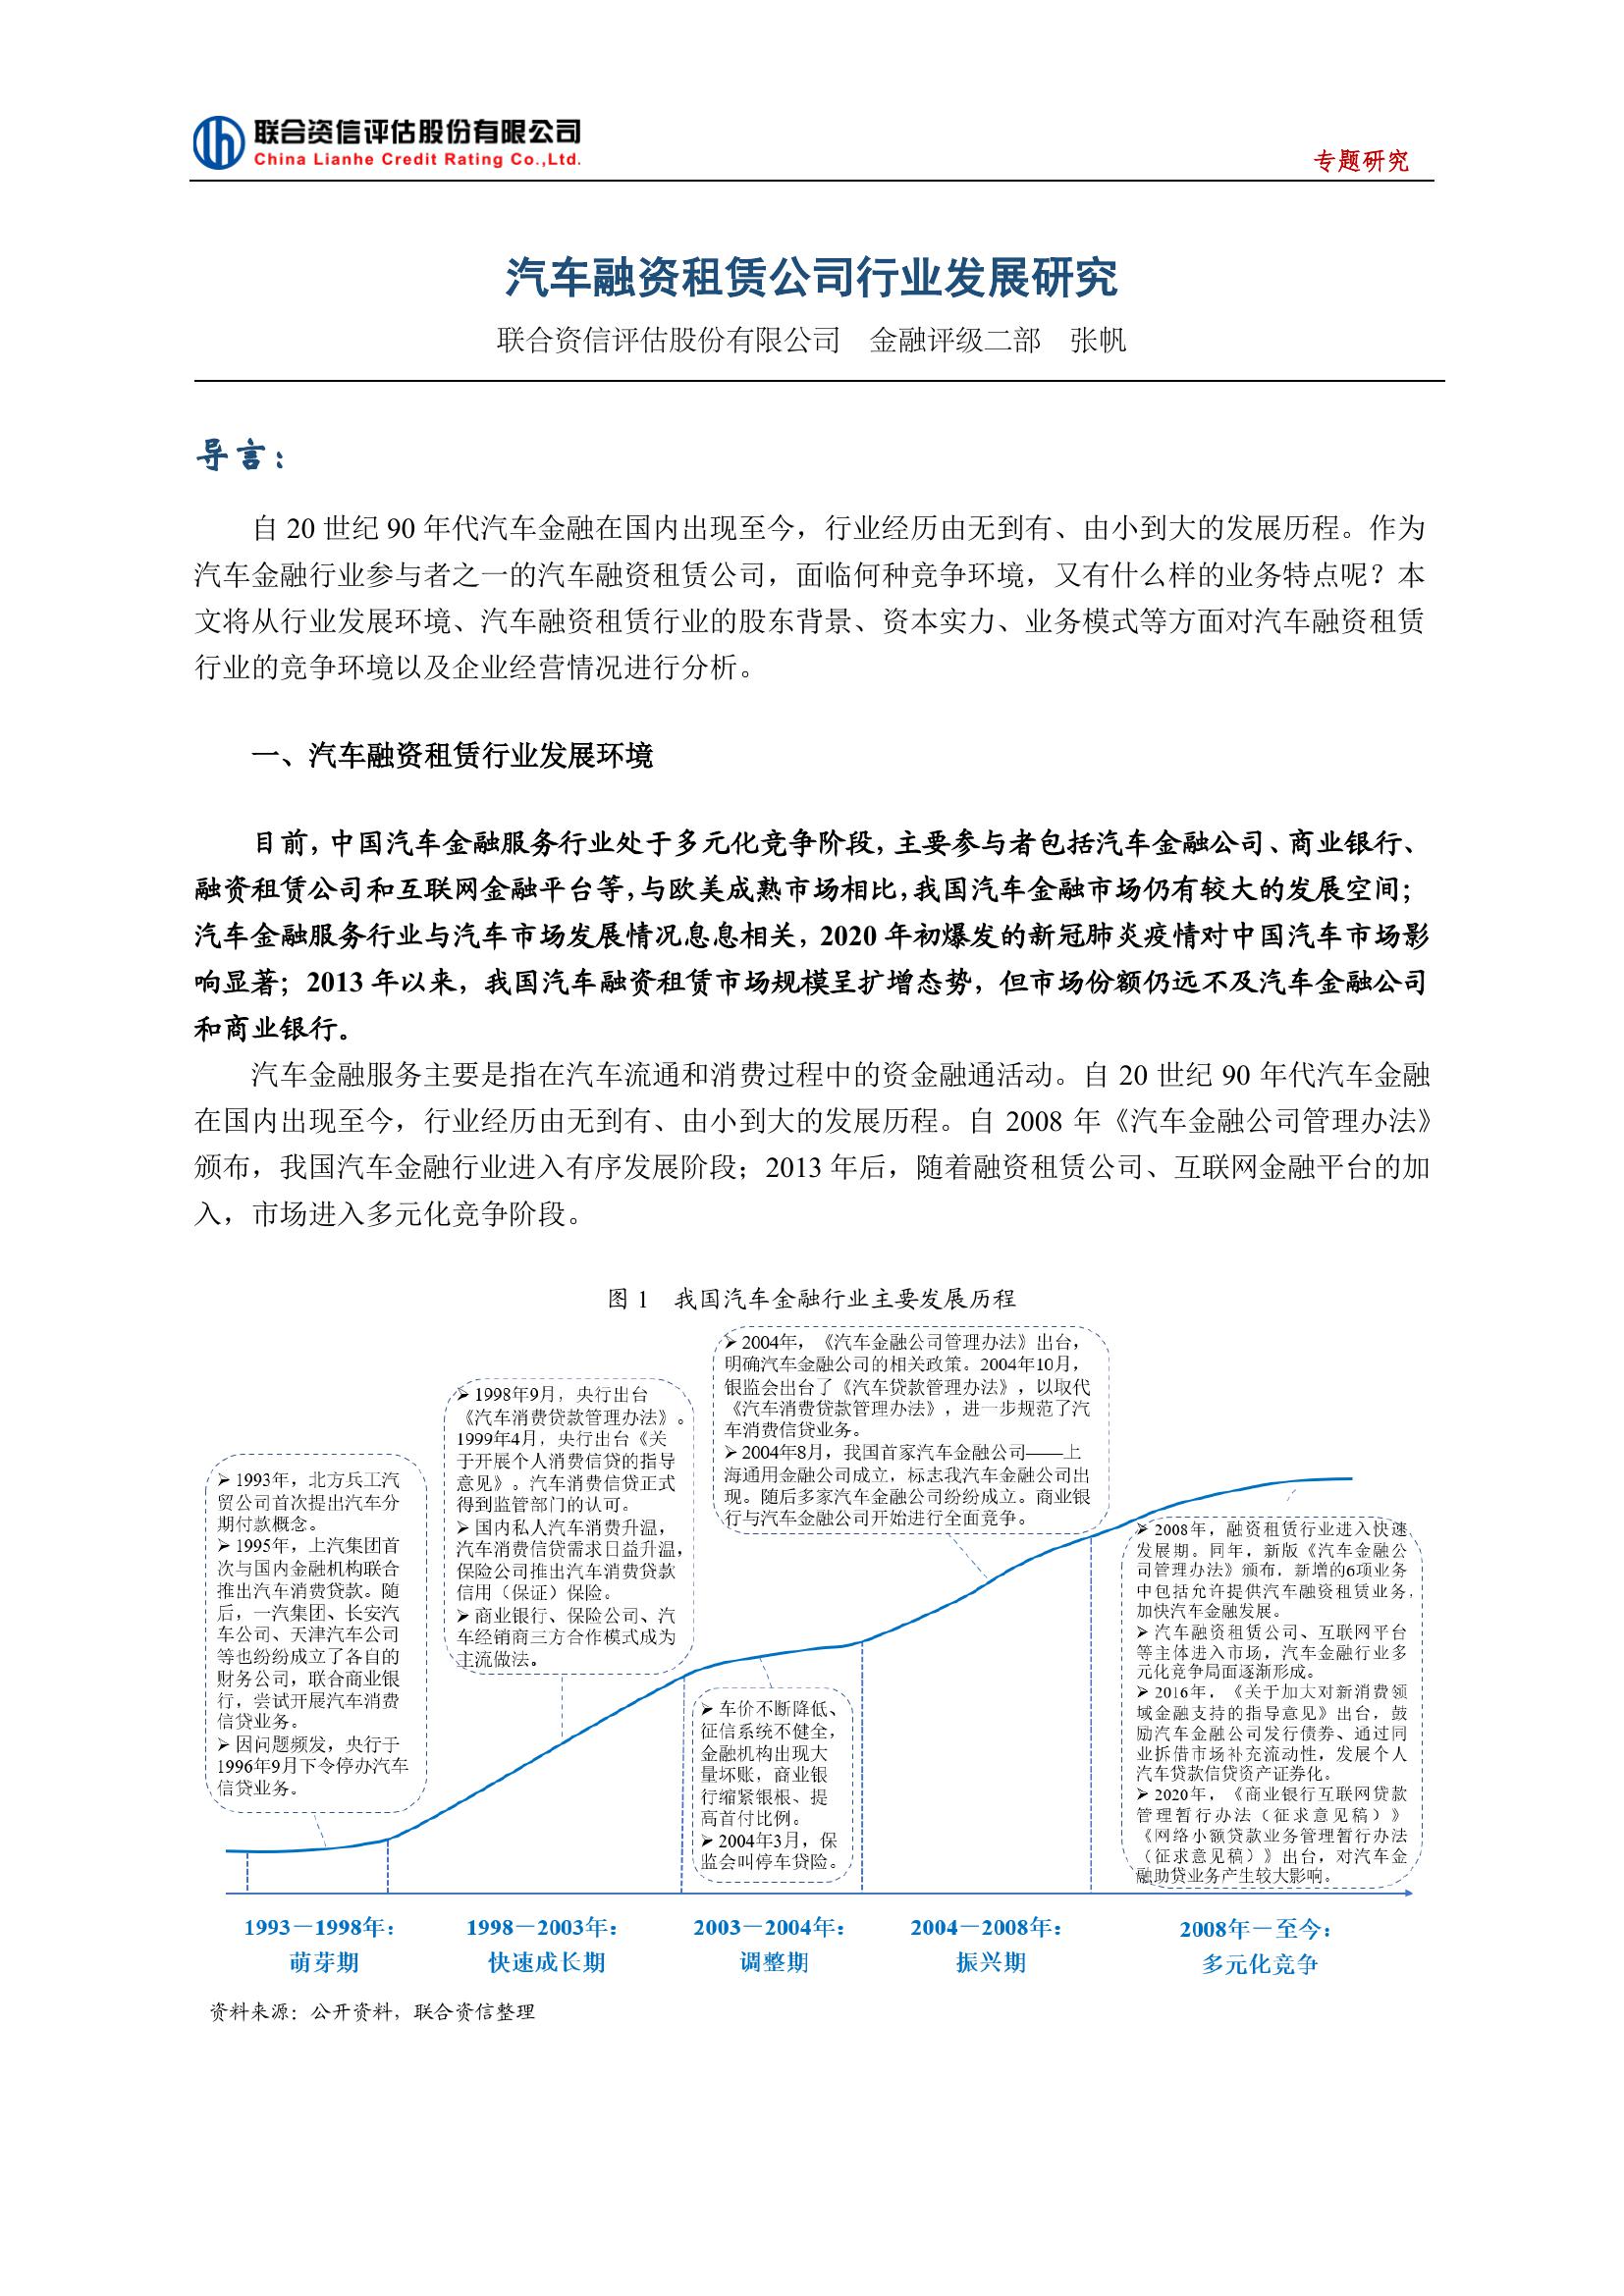 联合资信评估股份有限公司
China Lianhe Credit Rating Co.,Ltd.
专题研究
汽车融资租赁公司行业发展研究
联合资信评估股份有限公司 金融评级二部 张帆
导言：
自 20 世纪 90 年代汽车金融在国内出现至今，行业经历由无到有、由小到大的发展历程。作为
汽车金融行业参与者之一的汽车融资租赁公司，面临何种竞争环境，又有什么样的业务特点呢？本
文将从行业发展环境、汽车融资租赁行业的股东背景、资本实力、业务模式等方面对汽车融资租赁
行业的竞争环境以及企业经营情况进行分析。
一、汽车融资租赁行业发展环境
目前，中国汽车金融服务行业处于多元化竞争阶段，主要参与者包括汽车金融公司、商业银行、
融资租赁公司和互联网金融平台等，与欧美成熟市场相比，我国汽车金融市场仍有较大的发展空间；
汽车金融服务行业与汽车市场发展情况息息相关，2020 年初爆发的新冠肺炎疫情对中国汽车市场影
响显著；2013 年以来，我国汽车融资租赁市场规模呈扩增态势，但市场份额仍远不及汽车金融公司
和商业银行。
汽车金融服务主要是指在汽车流通和消费过程中的资金融通活动。自 20 世纪 90 年代汽车金融
在国内出现至今，行业经历由无到有、由小到大的发展历程。自 2008 年《汽车金融公司管理办法》
颁布，我国汽车金融行业进入有序发展阶段；2013 年后，随着融资租赁公司、互联网金融平台的加
入，市场进入多元化竞争阶段。
图 1 我国汽车金融行业主要发展历程
➢ 1993年，北方兵工汽
贸公司首次提出汽车分
期付款概念。
➢ 1995年，上汽集团首
次与国内金融机构联合
推出汽车消费贷款。随
后，一汽集团、长安汽
车公司、天津汽车公司
等也纷纷成立了各自的
财务公司，联合商业银
行，尝试开展汽车消费
信贷业务。
➢ 因问题频发，央行于
1996年9月下令停办汽车
信贷业务。
➢ 1998年9月，央行出台
《汽车消费贷款管理办法》。
1999年4月，央行出台《关
于开展个人消费信贷的指导
意见》。汽车消费信贷正式
得到监管部门的认可。
➢ 国内私人汽车消费升温，
汽车消费信贷需求日益升温，
保险公司推出汽车消费贷款
信用（保证）保险。
➢ 商业银行、保险公司、汽
车经销商三方合作模式成为
主流做法。
➢ 车价不断降低、
征信系统不健全，
金融机构出现大
量坏账，商业银
行缩紧银根、提
高首付比例。
➢ 2004年3月，保
监会叫停车贷险。
➢ 2004年，《汽车金融公司管理办法》出台，
明确汽车金融公司的相关政策。2004年10月，
银监会出台了《汽车贷款管理办法》，以取代
《汽车消费贷款管理办法》，进一步规范了汽
车消费信贷业务。
➢ 2004年8月，我国首家汽车金融公司——上
海通用金融公司成立，标志我汽车金融公司出
现。随后多家汽车金融公司纷纷成立。商业银
行与汽车金融公司开始进行全面竞争。
➢ 2008年，融资租赁行业进入快速
发展期。同年，新版《汽车金融公
司管理办法》颁布，新增的6项业务
中包括允许提供汽车融资租赁业务，
加快汽车金融发展。
➢ 汽车融资租赁公司、互联网平台
等主体进入市场，汽车金融行业多
元化竞争局面逐渐形成。
➢ 2016年，《关于加大对新消费领
域金融支持的指导意见》出台，鼓
励汽车金融公司发行债券、通过同
业拆借市场补充流动性，发展个人
汽车贷款信贷资产证券化。
➢ 2020年，《商业银行互联网贷款
管理暂行办法（征求意见稿）》
《网络小额贷款业务管理暂行办法
（征求意见稿）》出台，对汽车金
融助贷业务产生较大影响。
1993－1998年：
萌芽期
1998－2003年：
快速成长期
2003－2004年：
调整期
2004－2008年：
振兴期
2008年－至今：
多元化竞争
资料来源：公开资料，联合资信整理